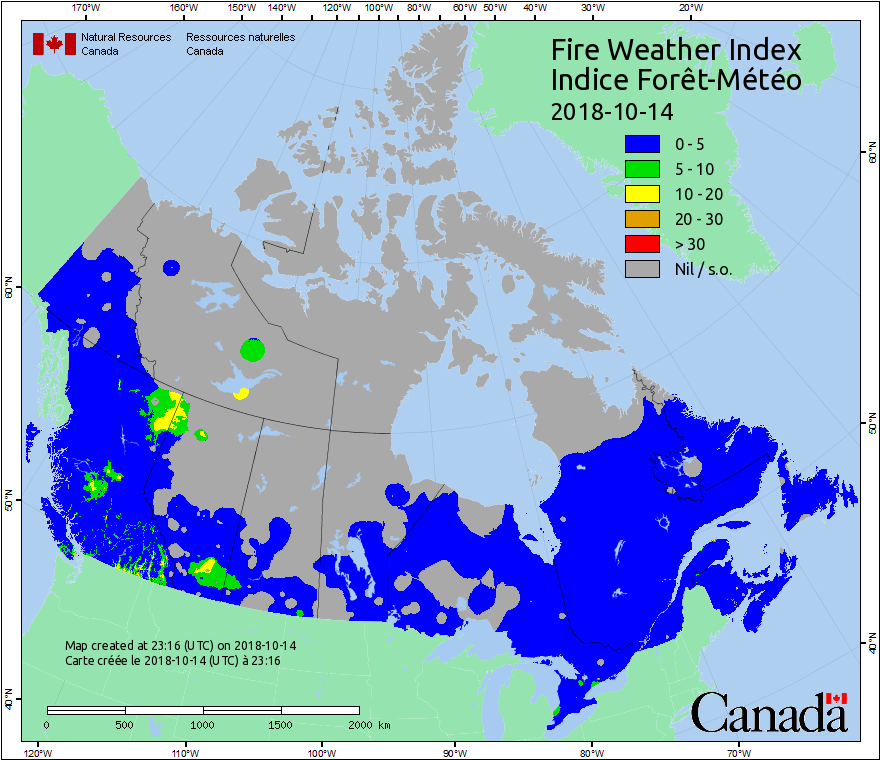 170°W 160°W 150°W 140°W 130°W 120°W 110°W 100°W 90°W 80°W 70°W 60°W 50°W 40°W 30°W 20°W
Natural Resources Ressources naturelles
Canada Canada
Fire Weather Index
Indice Forêt-Météo
2018-10-14
0 - 5
5 - 10
10 - 20
20 - 30
> 30
Nil / s.o.
60°N
60°N
50°N
50°N
40°N
40°N
Map created at 23:16 (UTC) on 2018-10-14
Carte créée le 2018-10-14 (UTC) à 23:16
0 500 1000 1500 2000 km
Canada
120°W 110°W 100°W 90°W 80°W 70°W